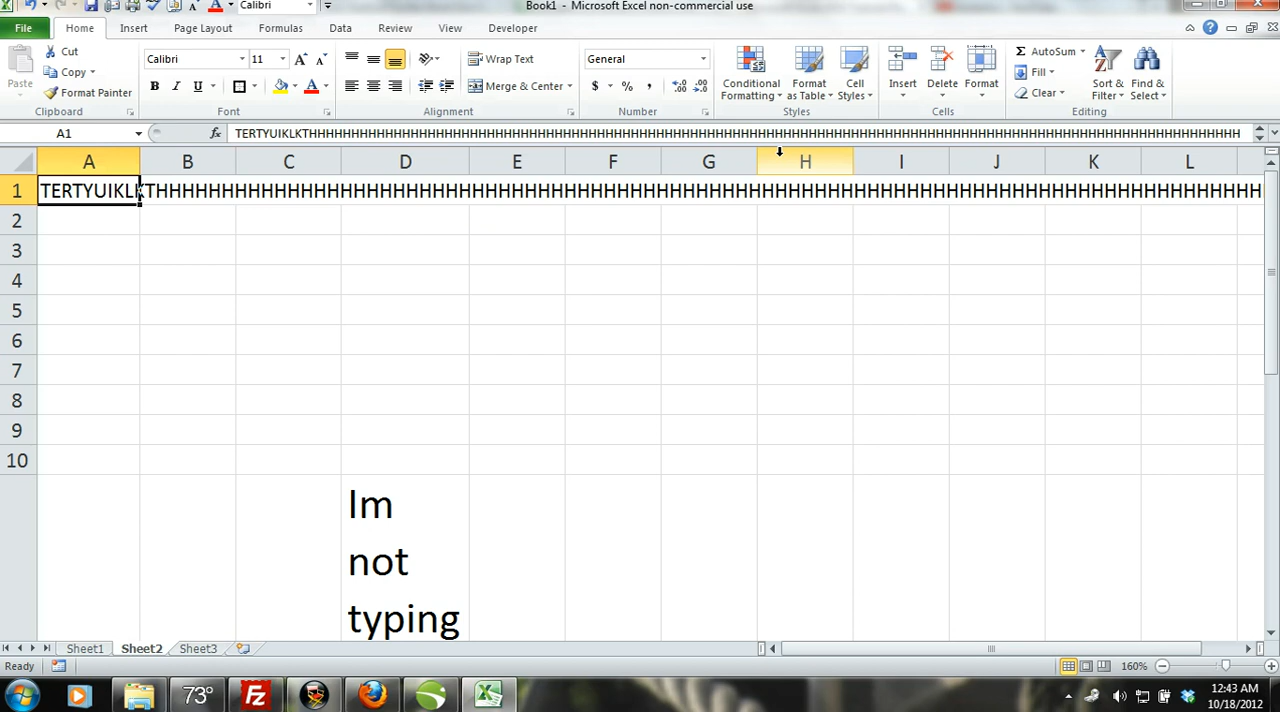 Calibri
Book1 - Microsoft Excel non-commercial use
File Home Insert Page Layout Formulas Data Review View Developer
Paste Cut Copy Format Painter Clipboard
Calibri 11 B I U A Font
Wrap Text Merge & Center Alignment
General $ % , Number
Conditional Formatting Format as Table Cell Styles Styles
Insert Delete Format Cells
AutoSum Fill Clear Sort & Filter Find & Select Editing
A1 fx
A B C D E F G H I J K L
1
2
3
4
5
6
7
8
9
10
Im
not
typing
Sheet1 Sheet2 Sheet3
Ready 160%
73° Fz 12:43 AM
10/18/2012